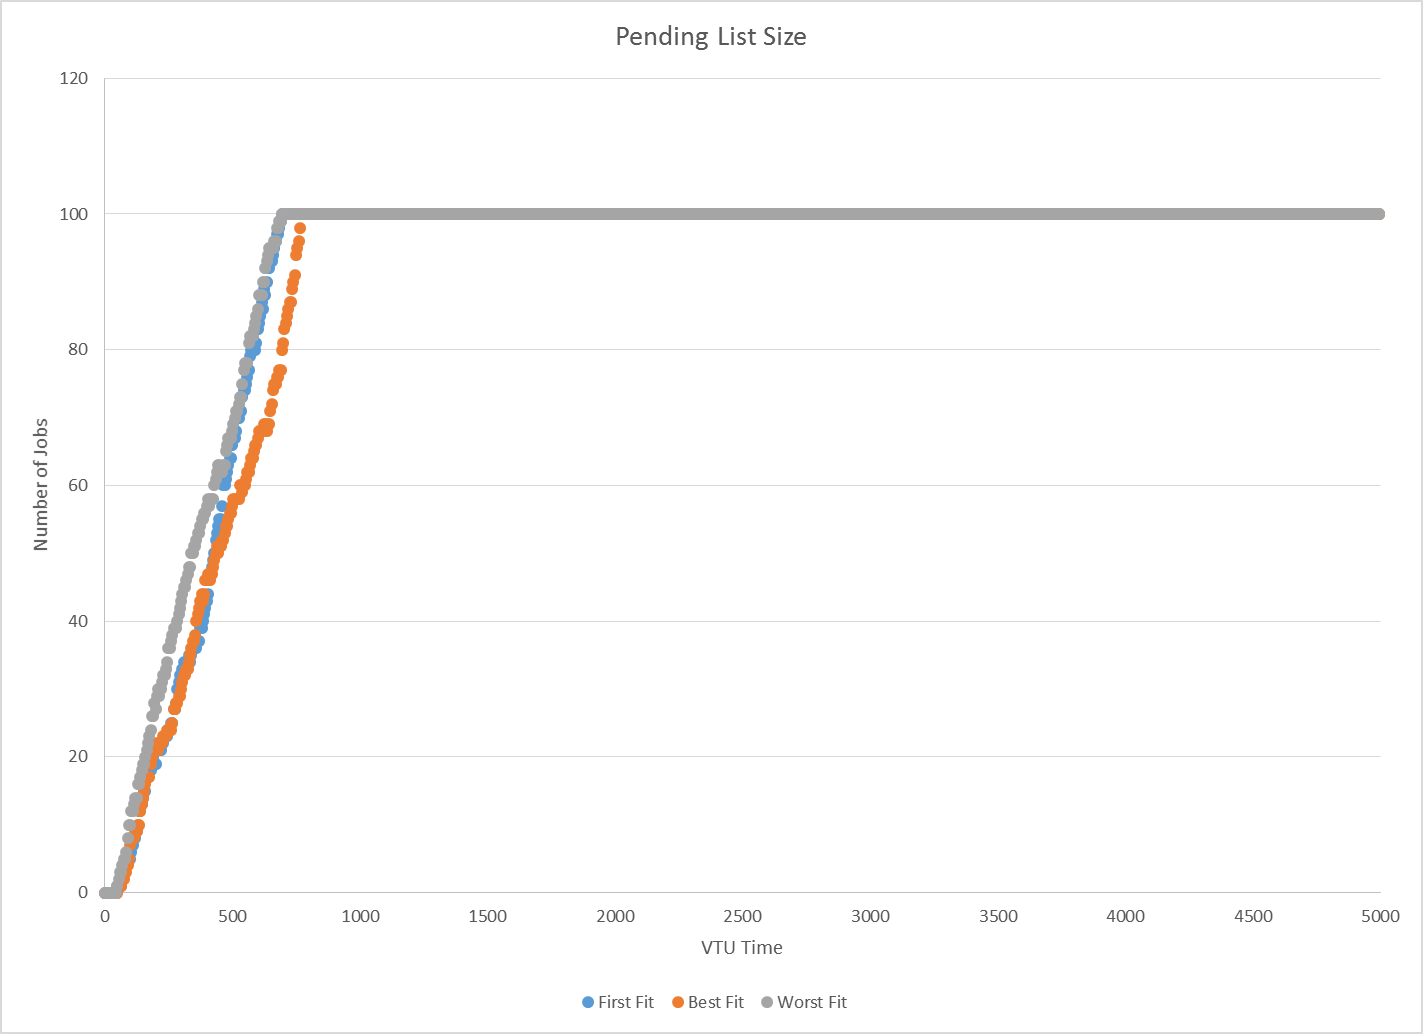 Pending List Size
120
100
80
60
40
20
0
Number of Jobs
0 500 1000 1500 2000 2500 3000 3500 4000 4500 5000
VTU Time
First Fit Best Fit Worst Fit